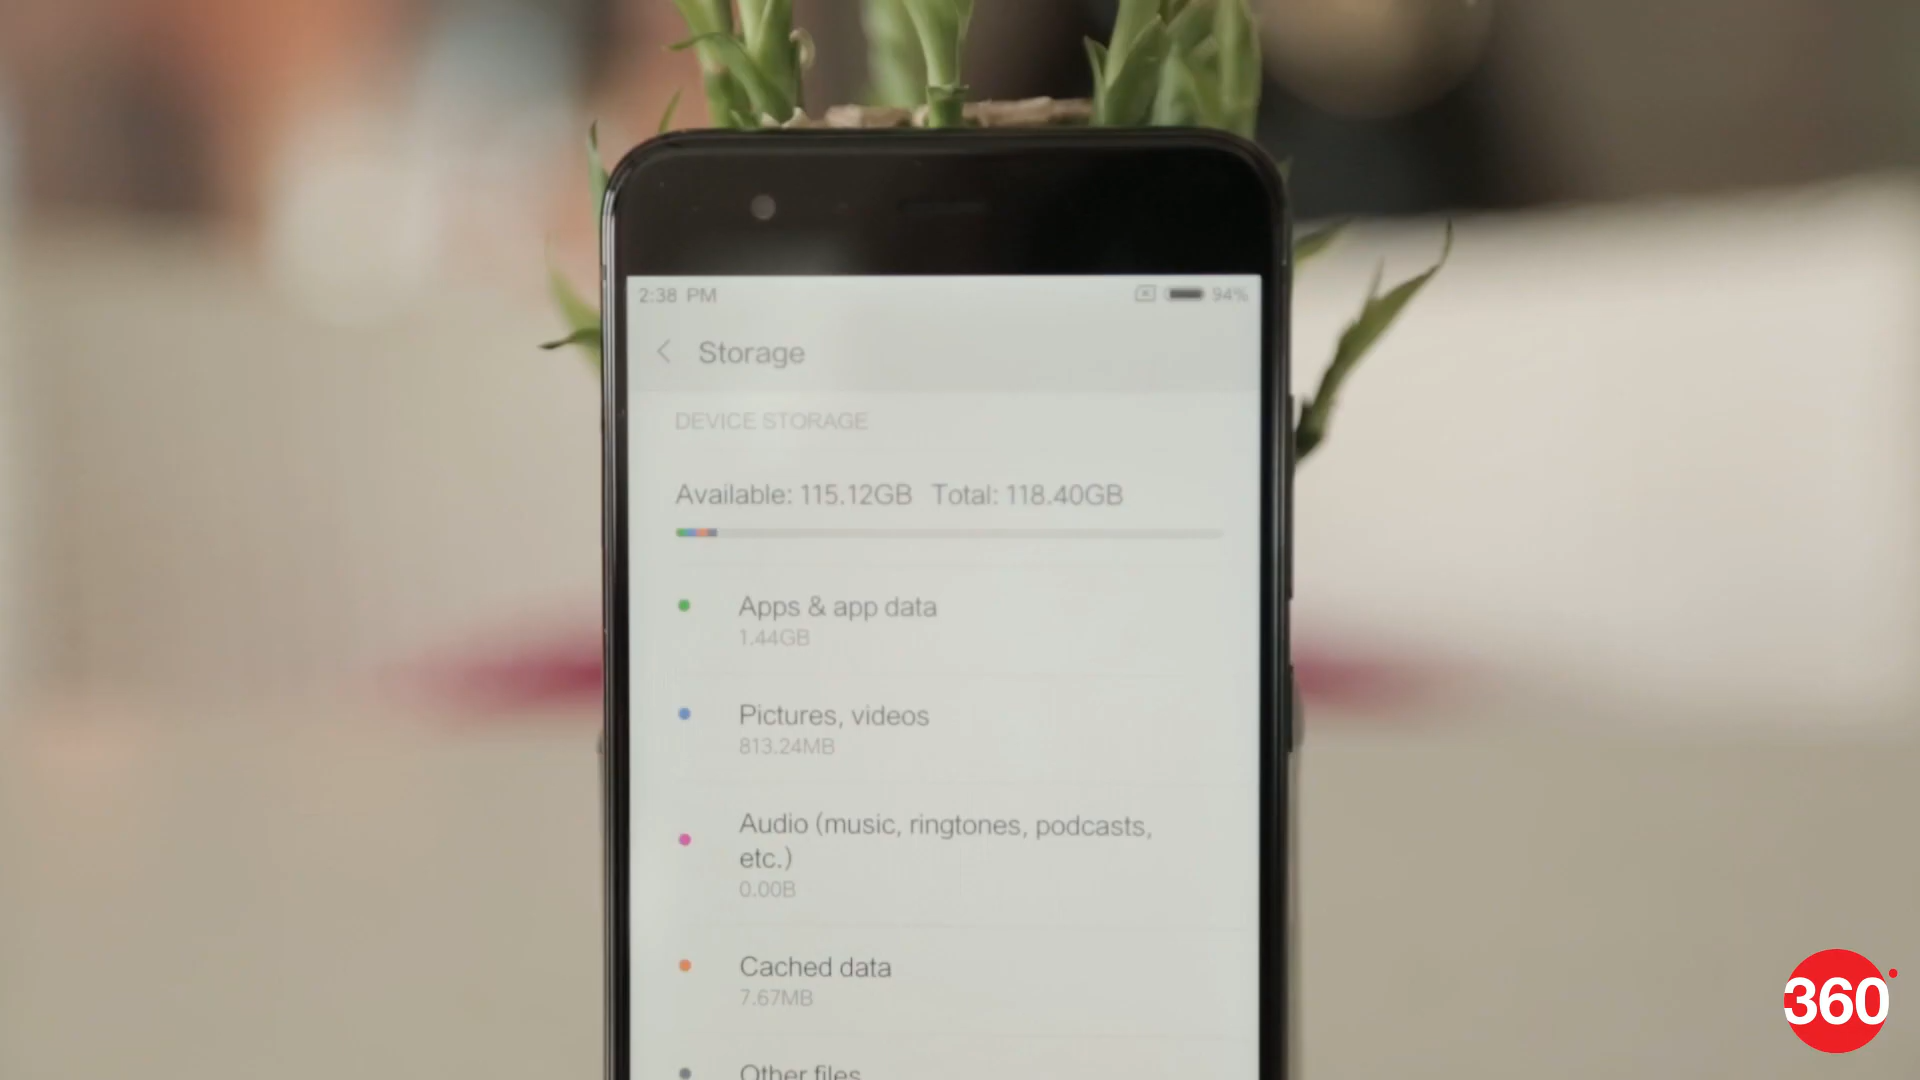 2:38 PM 94%
Storage
DEVICE STORAGE
Available: 115.12GB Total: 118.40GB
Apps & app data
1.44GB
Pictures, videos
813.24MB
Audio (music, ringtones, podcasts,
etc.)
0.00B
Cached data
7.67MB
Other files
360